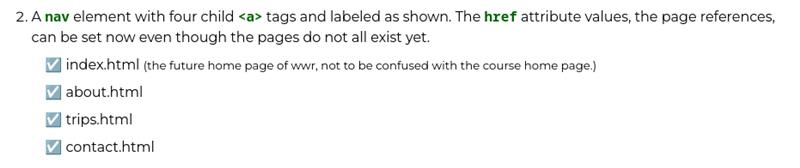 2. A nav element with four child <a> tags and labeled as shown. The href attribute values, the page references,
can be set now even though the pages do not all exist yet.
☑ index.html (the future home page of wwr, not to be confused with the course home page.)
☑ about.html
☑ trips.html
☑ contact.html